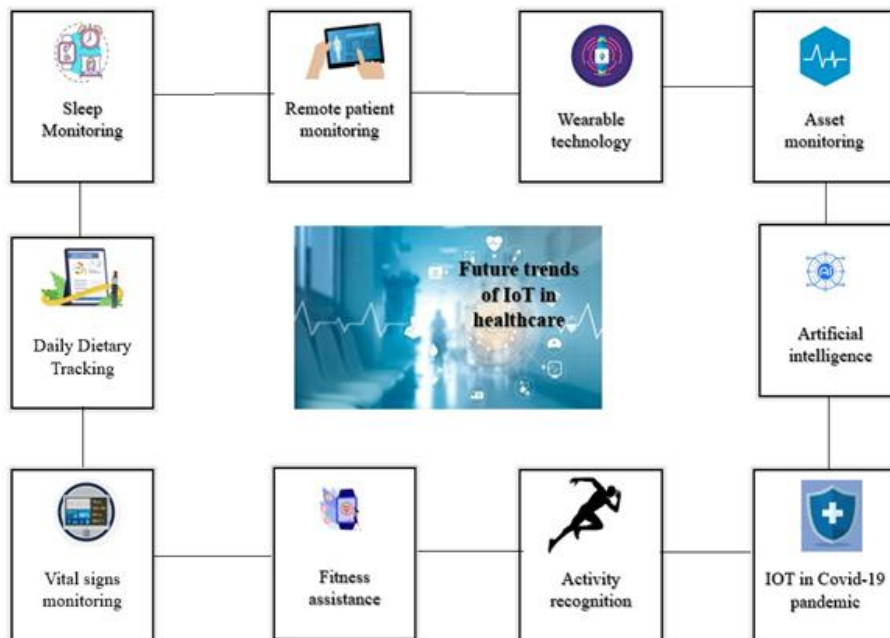 Sleep
Monitoring
Remote patient
monitoring
Wearable
technology
Asset
monitoring
Daily Dietary
Tracking
Future trends
of IoT in
healthcare
Artificial
intelligence
Vital signs
monitoring
Fitness
assistance
Activity
recognition
IOT in Covid-19
pandemic
AI